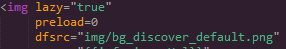 <img lazy="true"
preload=0
dfsrc="img/bg_discover_default.png"